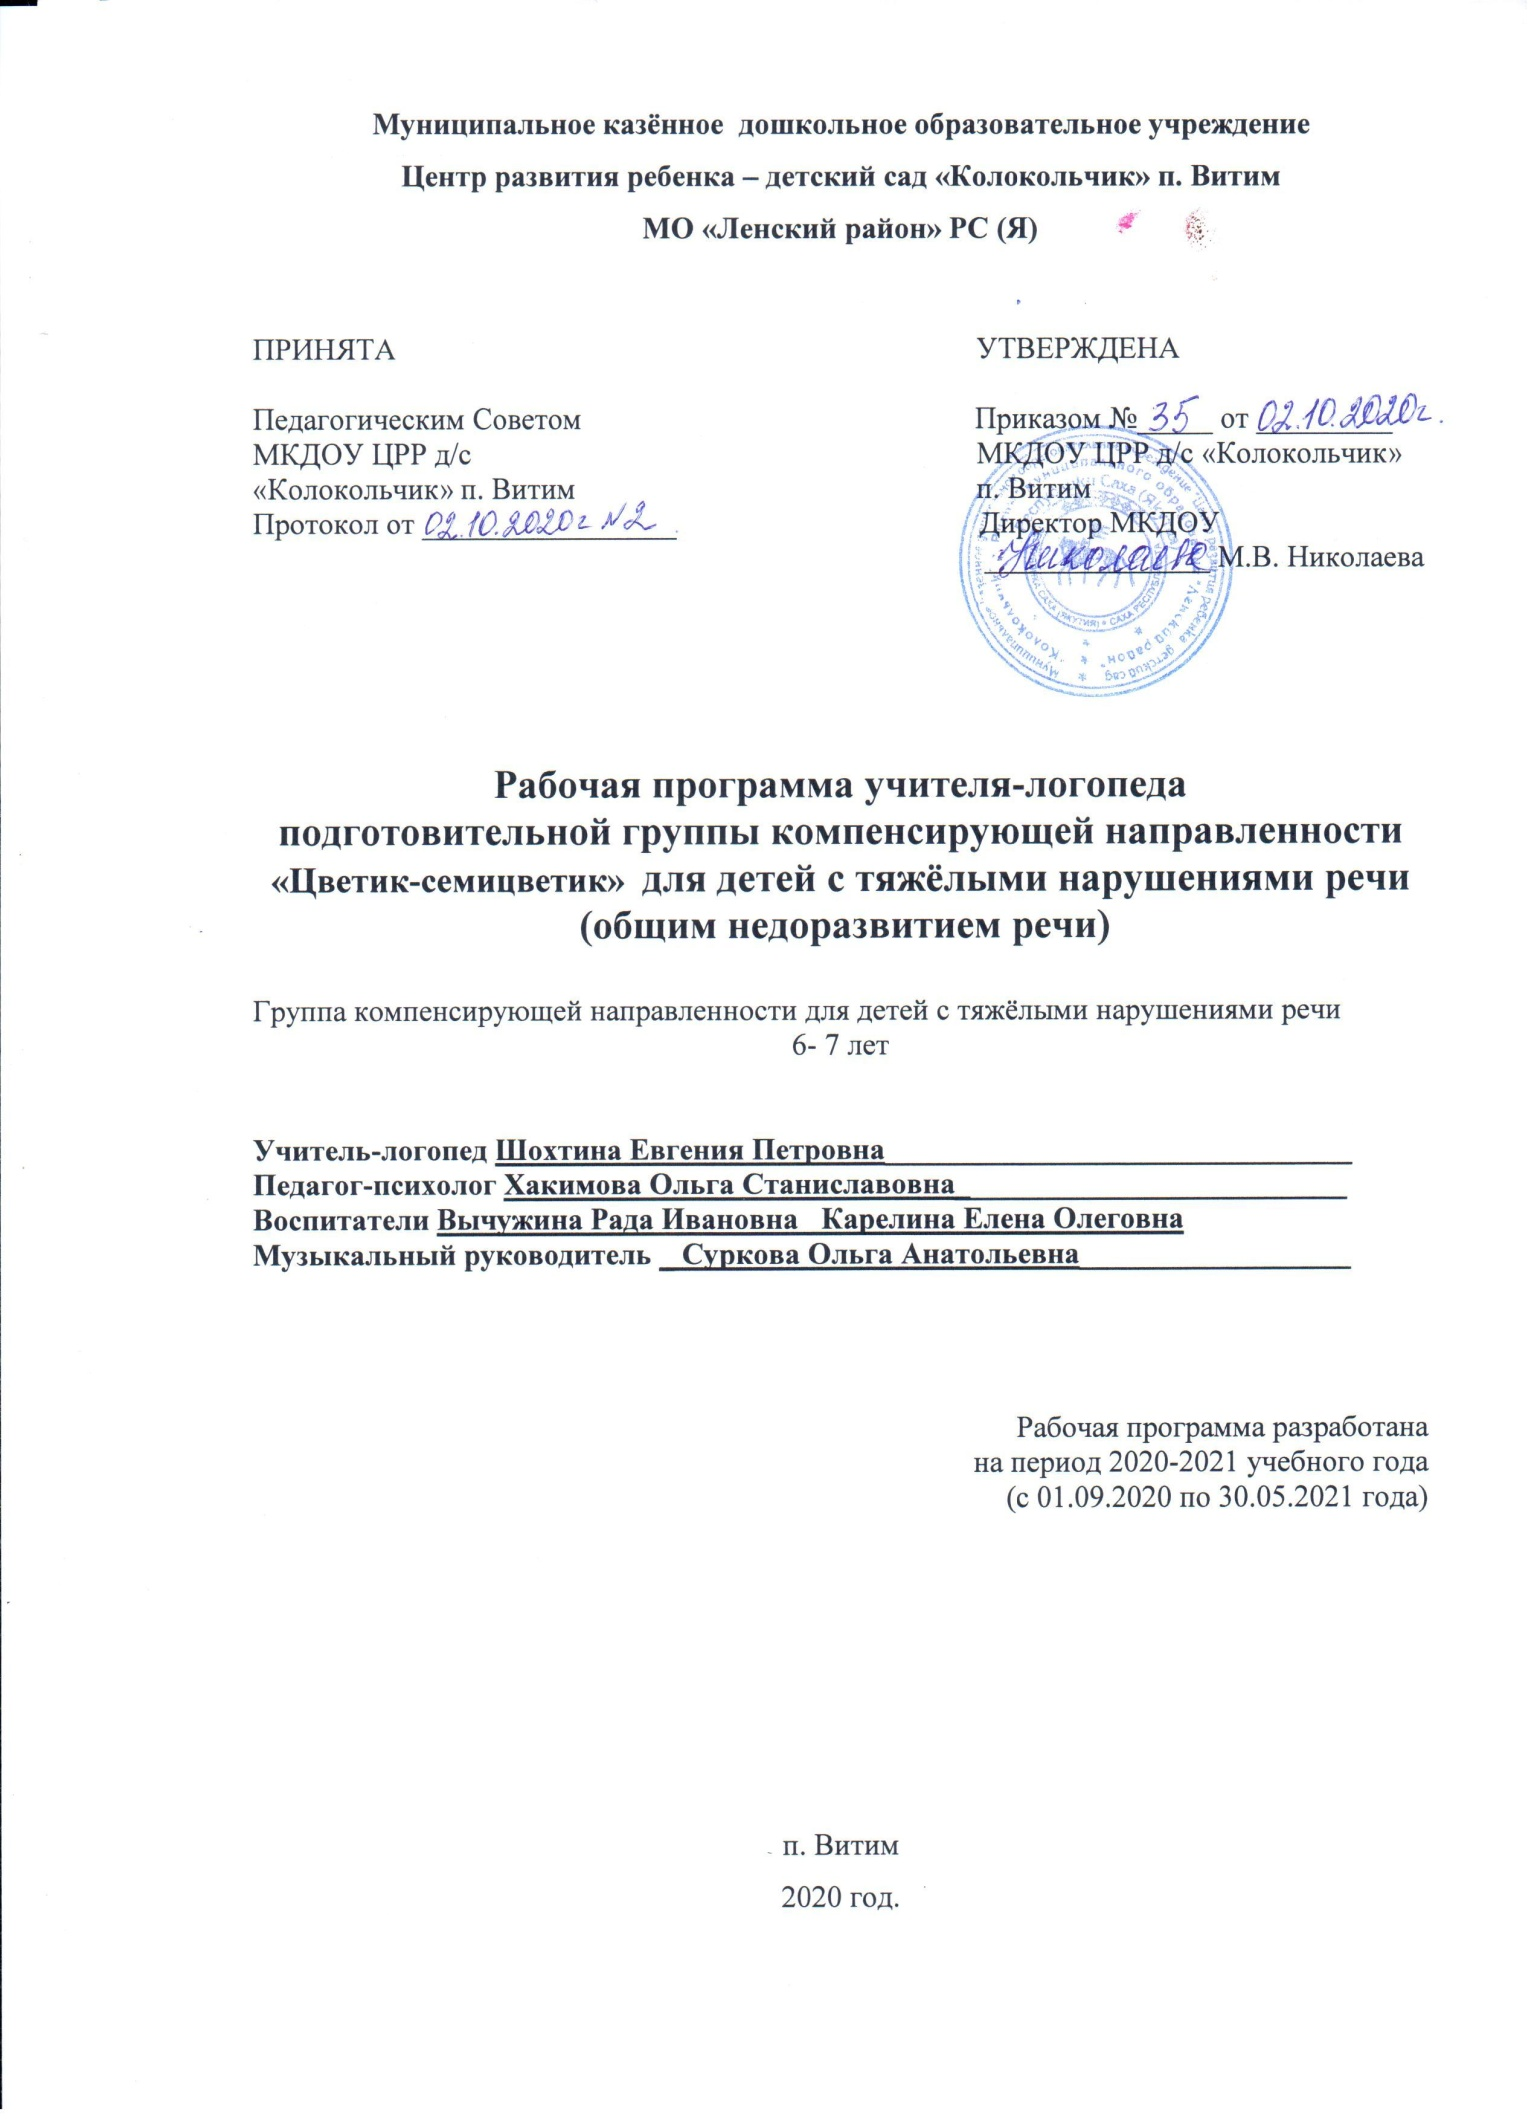 Муниципальное казённое дошкольное образовательное учреждение
Центр развития ребенка – детский сад «Колокольчик» п. Витим
МО «Ленский район» РС (Я)
ПРИНЯТА
Педагогическим Советом
МКДОУ ЦРР д/с
«Колокольчик» п. Витим
Протокол от 02.10.2020г N2
УТВЕРЖДЕНА
Приказом № 35 от 02.10.2020г.
МКДОУ ЦРР д/с «Колокольчик»
п. Витим
Директор МКДОУ
Николаева М.В. Николаева
Рабочая программа учителя-логопеда
подготовительной группы компенсирующей направленности
«Цветик-семицветик» для детей с тяжёлыми нарушениями речи
(общим недоразвитием речи)
Группа компенсирующей направленности для детей с тяжёлыми нарушениями речи
6- 7 лет
Учитель-логопед Шохтина Евгения Петровна
Педагог-психолог Хакимова Ольга Станиславовна
Воспитатели Вычужина Рада Ивановна Карелина Елена Олеговна
Музыкальный руководитель Суркова Ольга Анатольевна
Рабочая программа разработана
на период 2020-2021 учебного года
(с 01.09.2020 по 30.05.2021 года)
п. Витим
2020 год.